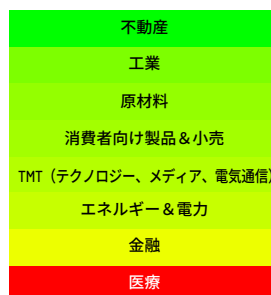 不動産
工業
原材料
消費者向け製品＆小売
TMT（テクノロジー、メディア、電気通信）
エネルギー＆電力
金融
医療